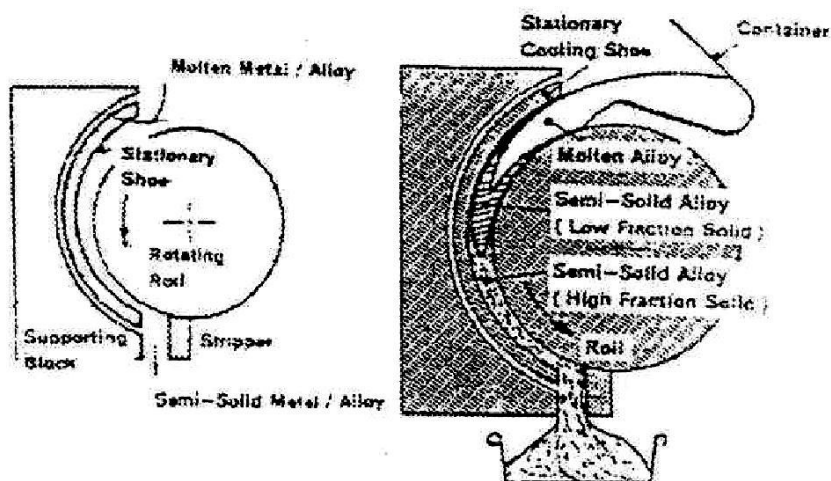 Molten Metal / Alloy
Stationary
Shoe
Rotating
Roll
Supporting
Block
Stripper
Semi-Solid Metal / Alloy
Stationary
Cooling Shoe
Container
Molten Alloy
Semi-Solid Alloy
( Low Fraction Solid )
Semi-Solid Alloy
( High Fraction Solid )
Roll